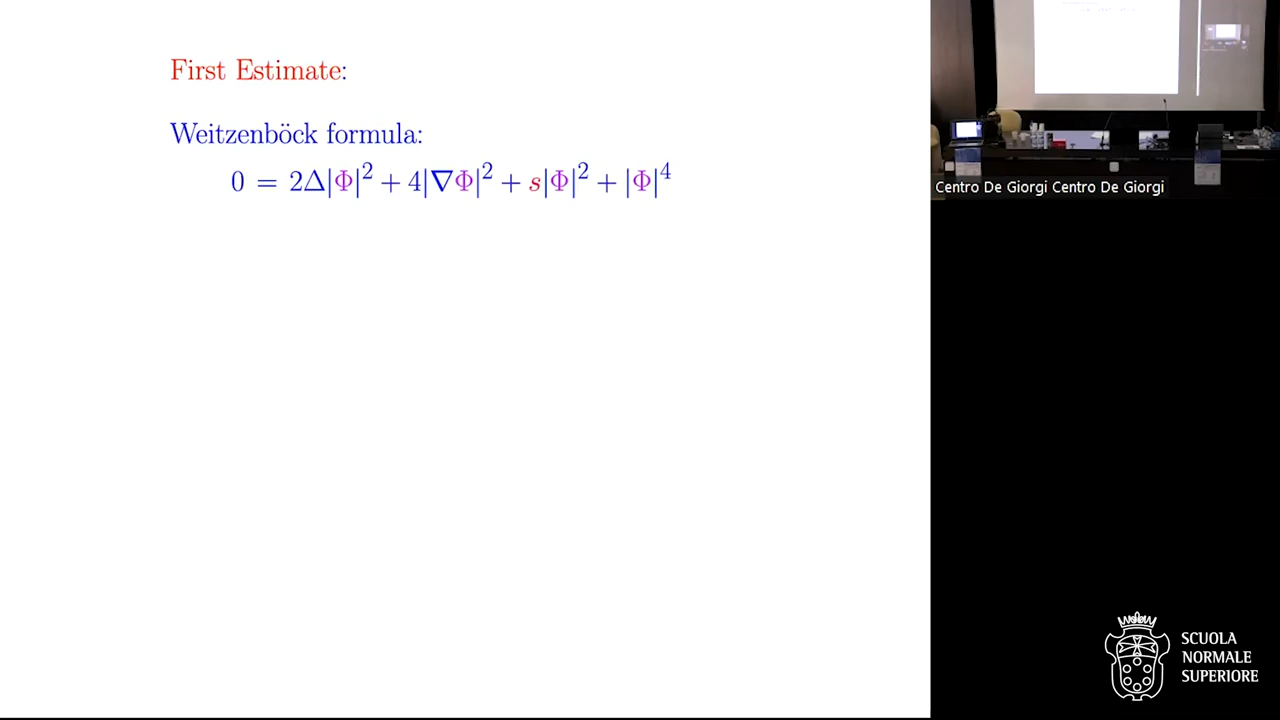 First Estimate:
Weitzenböck formula:
0 = 2Δ|Φ|² + 4|∇Φ|² + s|Φ|² + |Φ|⁴
Centro De Giorgi Centro De Giorgi
SCUOLA
NORMALE
SUPERIORE